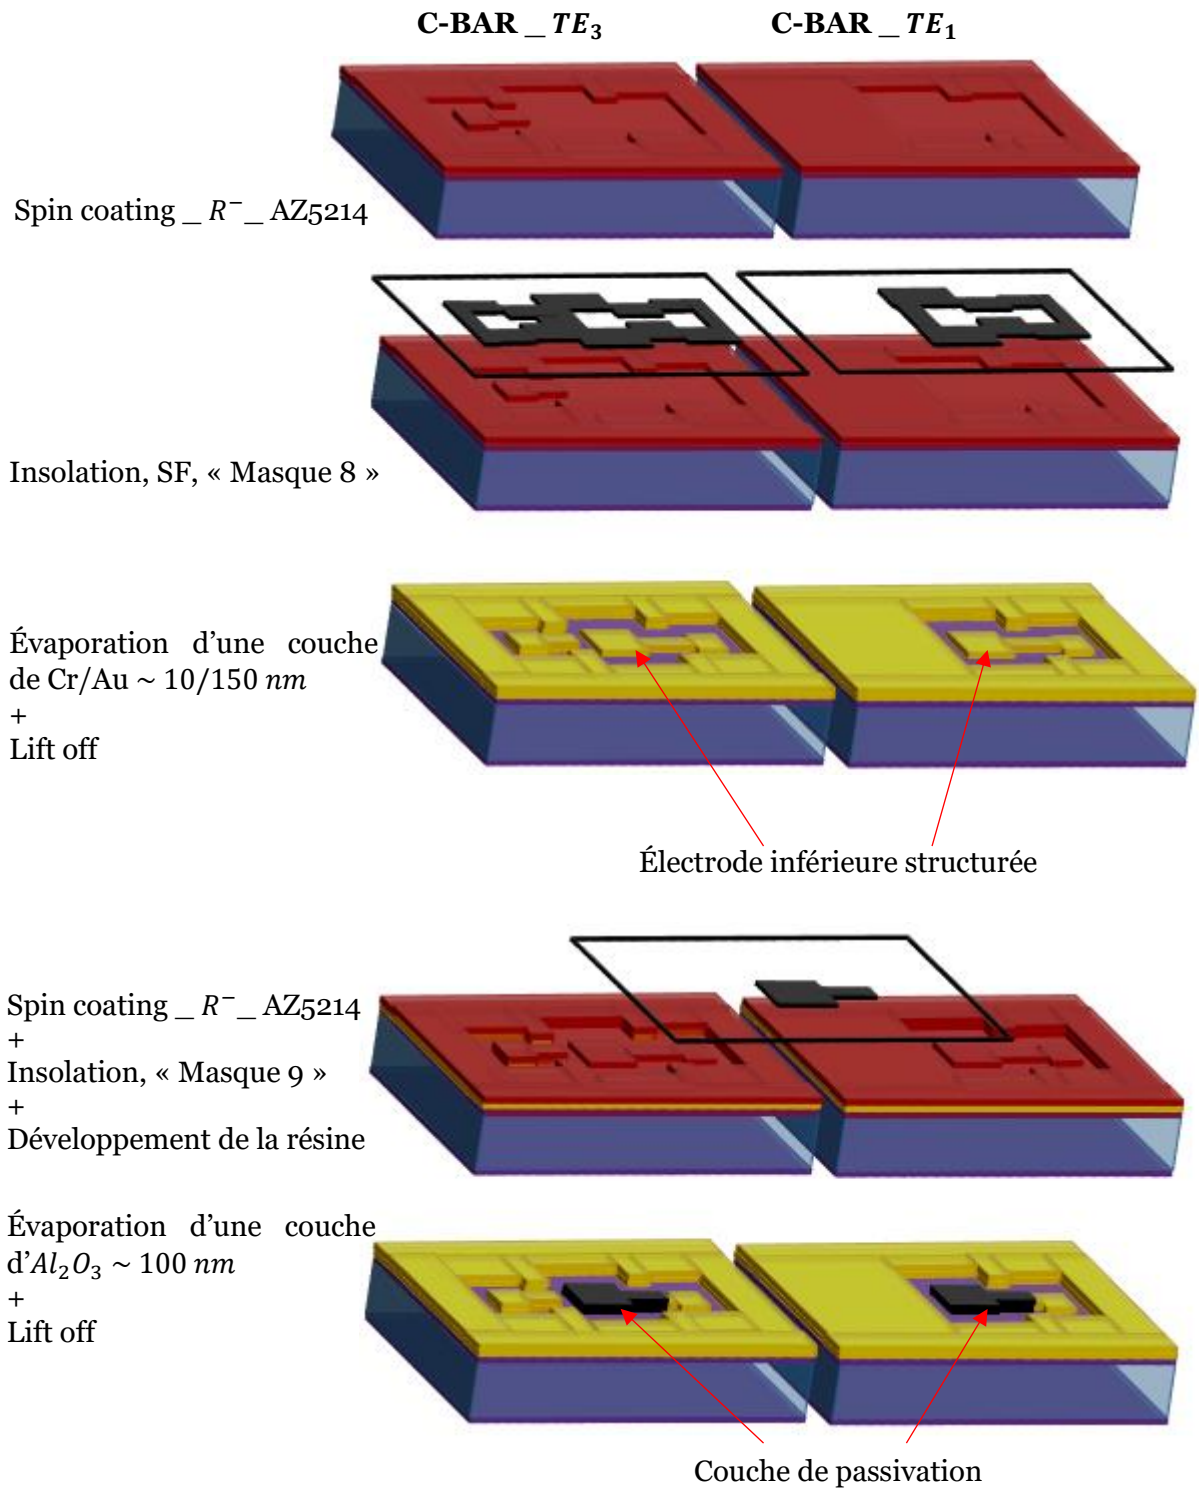 C-BAR _ TE₃ C-BAR _ TE₁
Spin coating _ R⁻_ AZ5214
Insolation, SF, « Masque 8 »
Évaporation d’une couche
de Cr/Au ~ 10/150 nm
+
Lift off
Électrode inférieure structurée
Spin coating _ R⁻_ AZ5214
+
Insolation, « Masque 9 »
+
Développement de la résine
Évaporation d’une couche
d’Al₂O₃ ~ 100 nm
+
Lift off
Couche de passivation